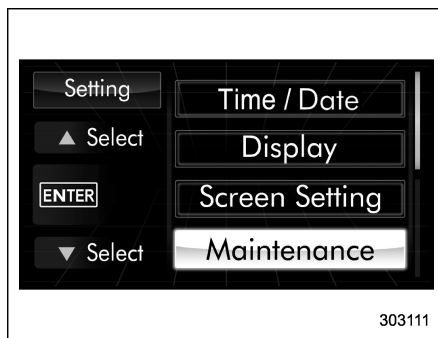 Setting
▲ Select
ENTER
▼ Select
Time / Date
Display
Screen Setting
Maintenance
303111